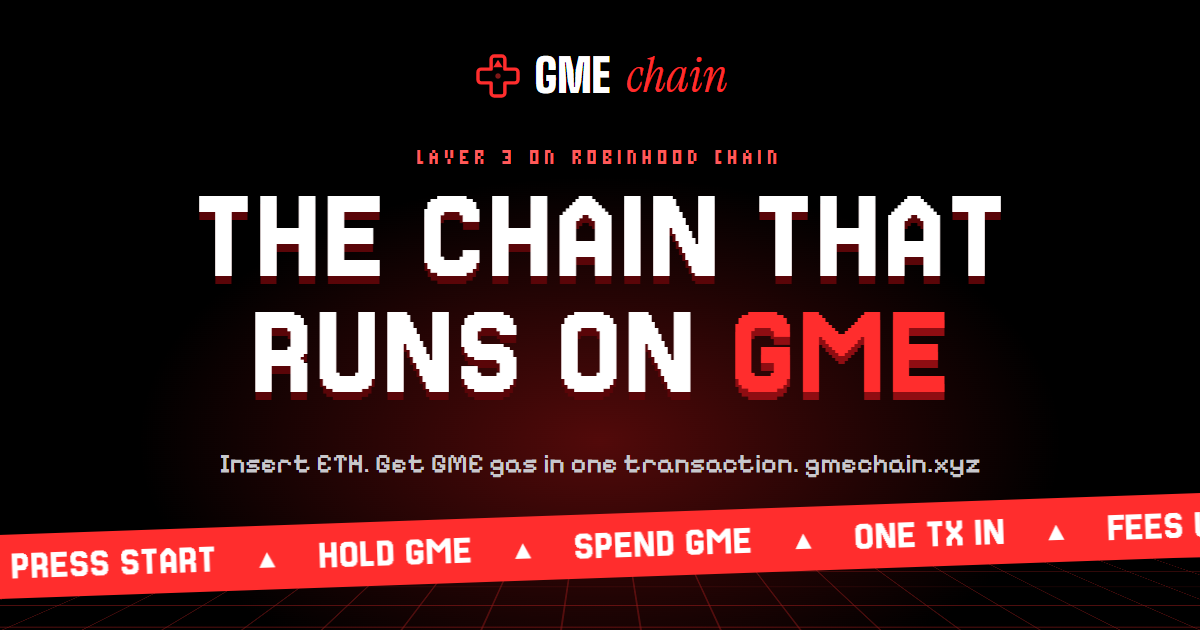 GME chain
LAYER 3 ON ROBINHOOD CHAIN
THE CHAIN THAT
RUNS ON GME
Insert ETH. Get GME gas in one transaction. gmechain.xyz
PRESS START ▲ HOLD GME ▲ SPEND GME ▲ ONE TX IN ▲ FEES